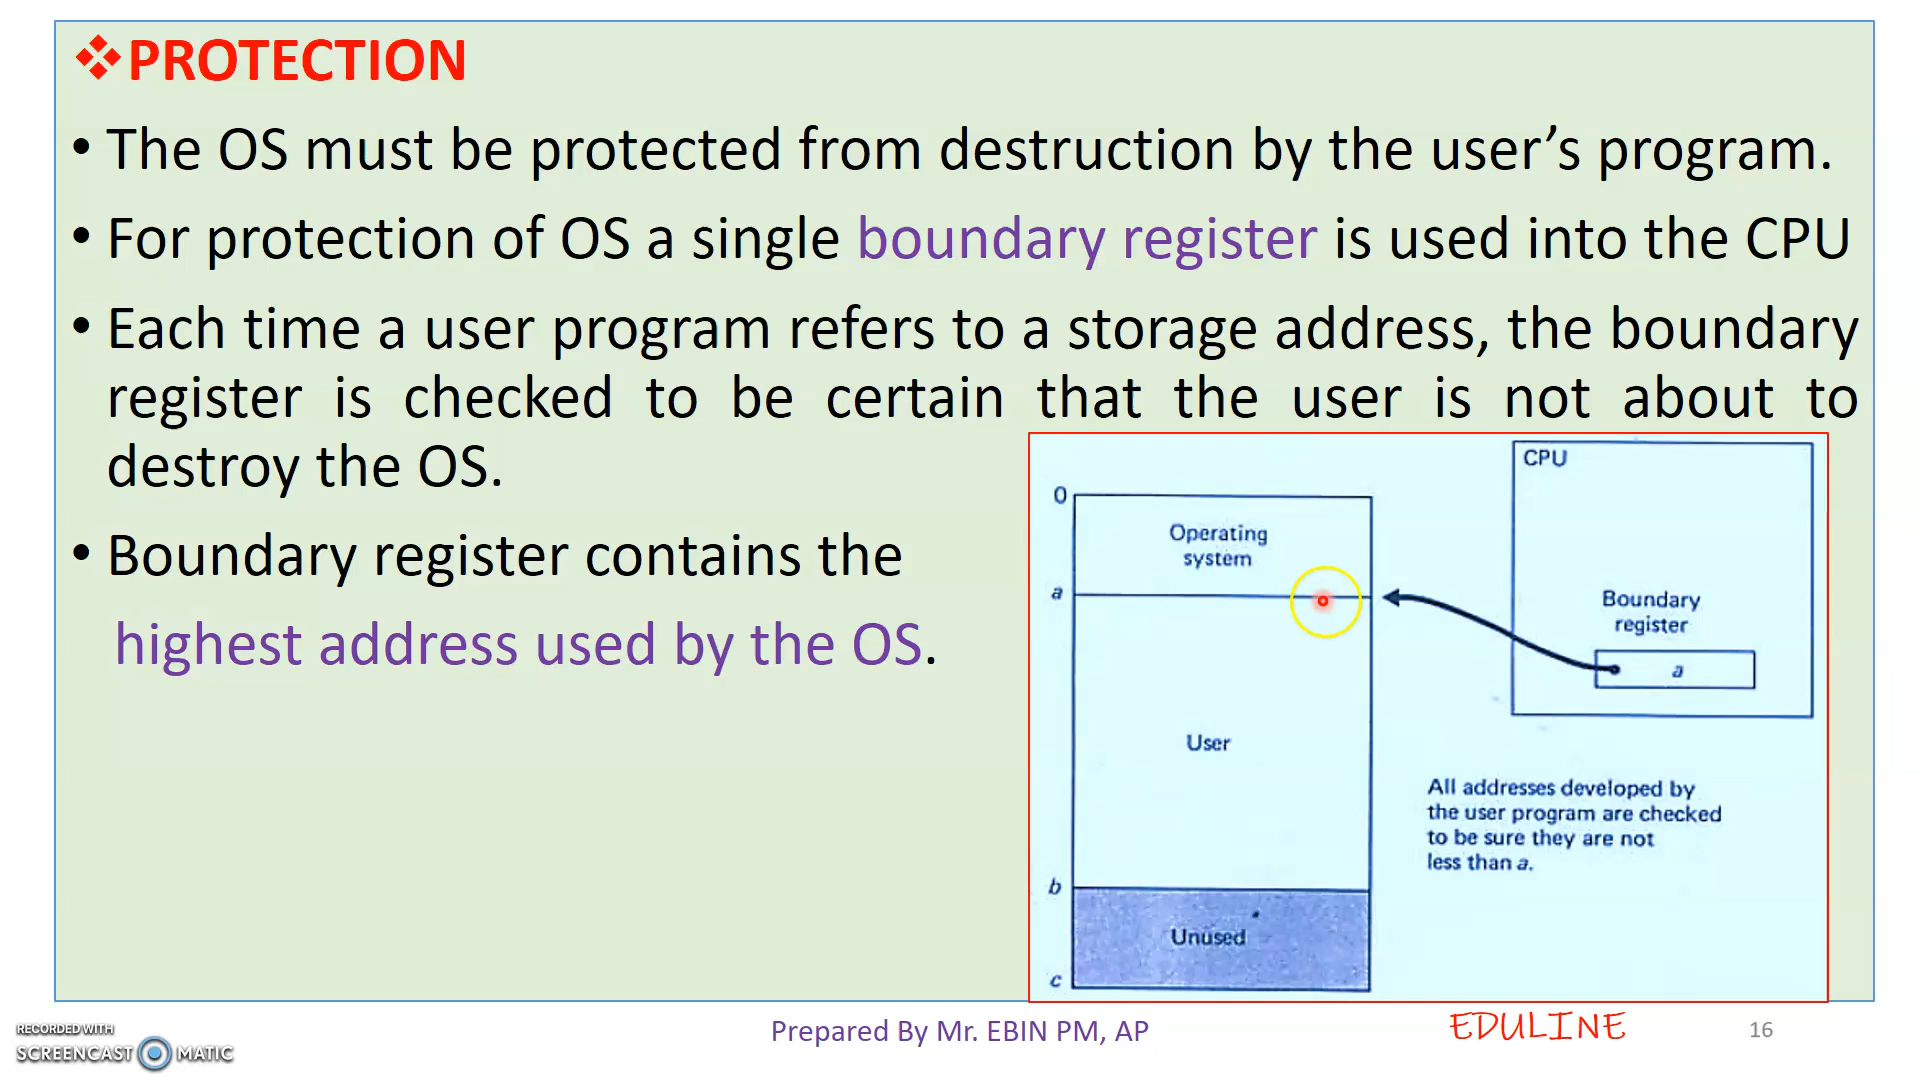 ❖PROTECTION
• The OS must be protected from destruction by the user’s program.
• For protection of OS a single boundary register is used into the CPU
• Each time a user program refers to a storage address, the boundary
register is checked to be certain that the user is not about to
destroy the OS.
• Boundary register contains the
highest address used by the OS.
CPU
0
Operating
system
a
Boundary
register
a
User
All addresses developed by
the user program are checked
to be sure they are not
less than a.
b
Unused
c
Prepared By Mr. EBIN PM, AP
EDULINE
16
RECORDED WITH
SCREENCAST MATIC